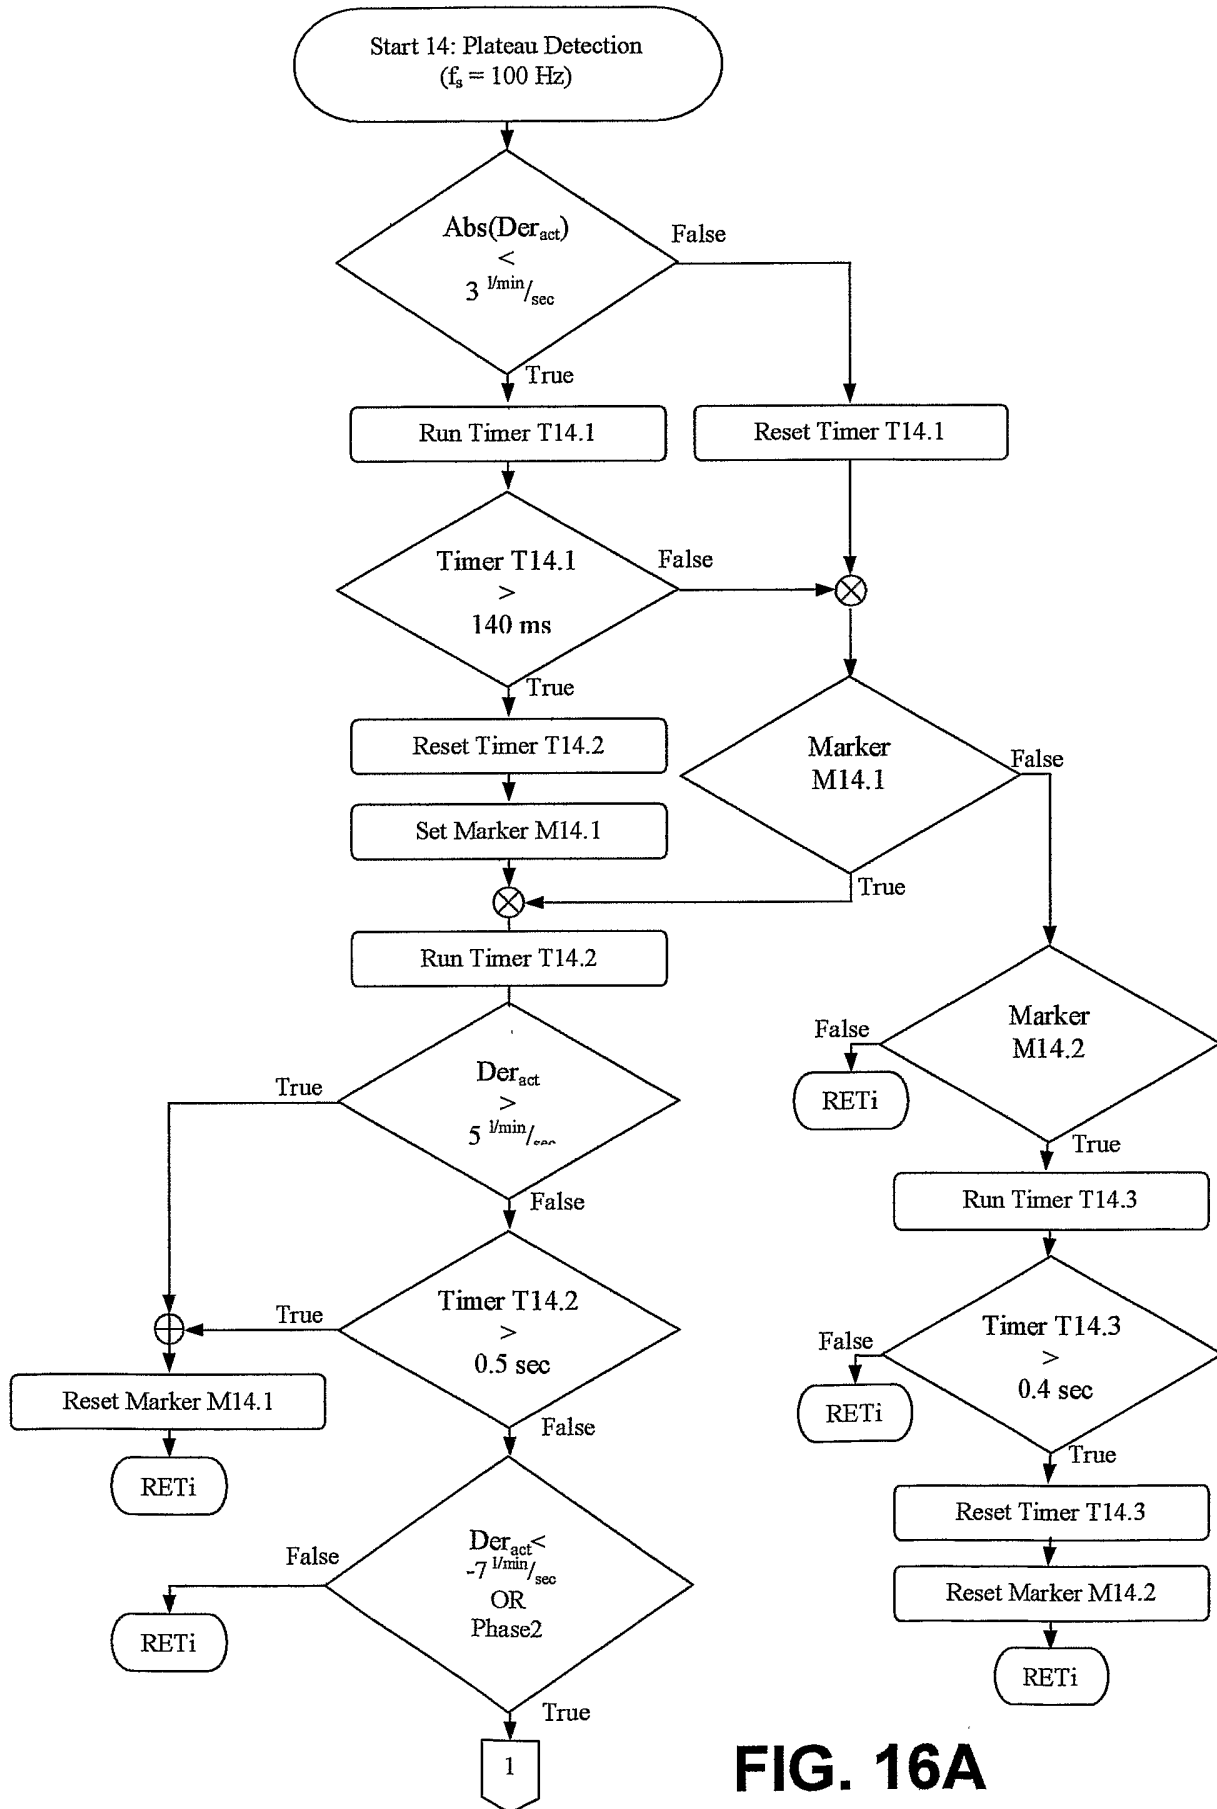 Start 14: Plateau Detection
(fs = 100 Hz)
Abs(Deract)
<
3 l/min/sec
False
True
Run Timer T14.1
Reset Timer T14.1
Timer T14.1
>
140 ms
False
True
Reset Timer T14.2
Set Marker M14.1
Marker
M14.1
False
True
Run Timer T14.2
Marker
M14.2
False
RETi
True
Deract
>
5 l/min/sec
True
False
Run Timer T14.3
Timer T14.2
>
0.5 sec
True
False
Timer T14.3
>
0.4 sec
False
RETi
True
Reset Marker M14.1
RETi
Reset Timer T14.3
Reset Marker M14.2
RETi
Deract<
-7 l/min/sec
OR
Phase2
False
RETi
True
1
FIG. 16A